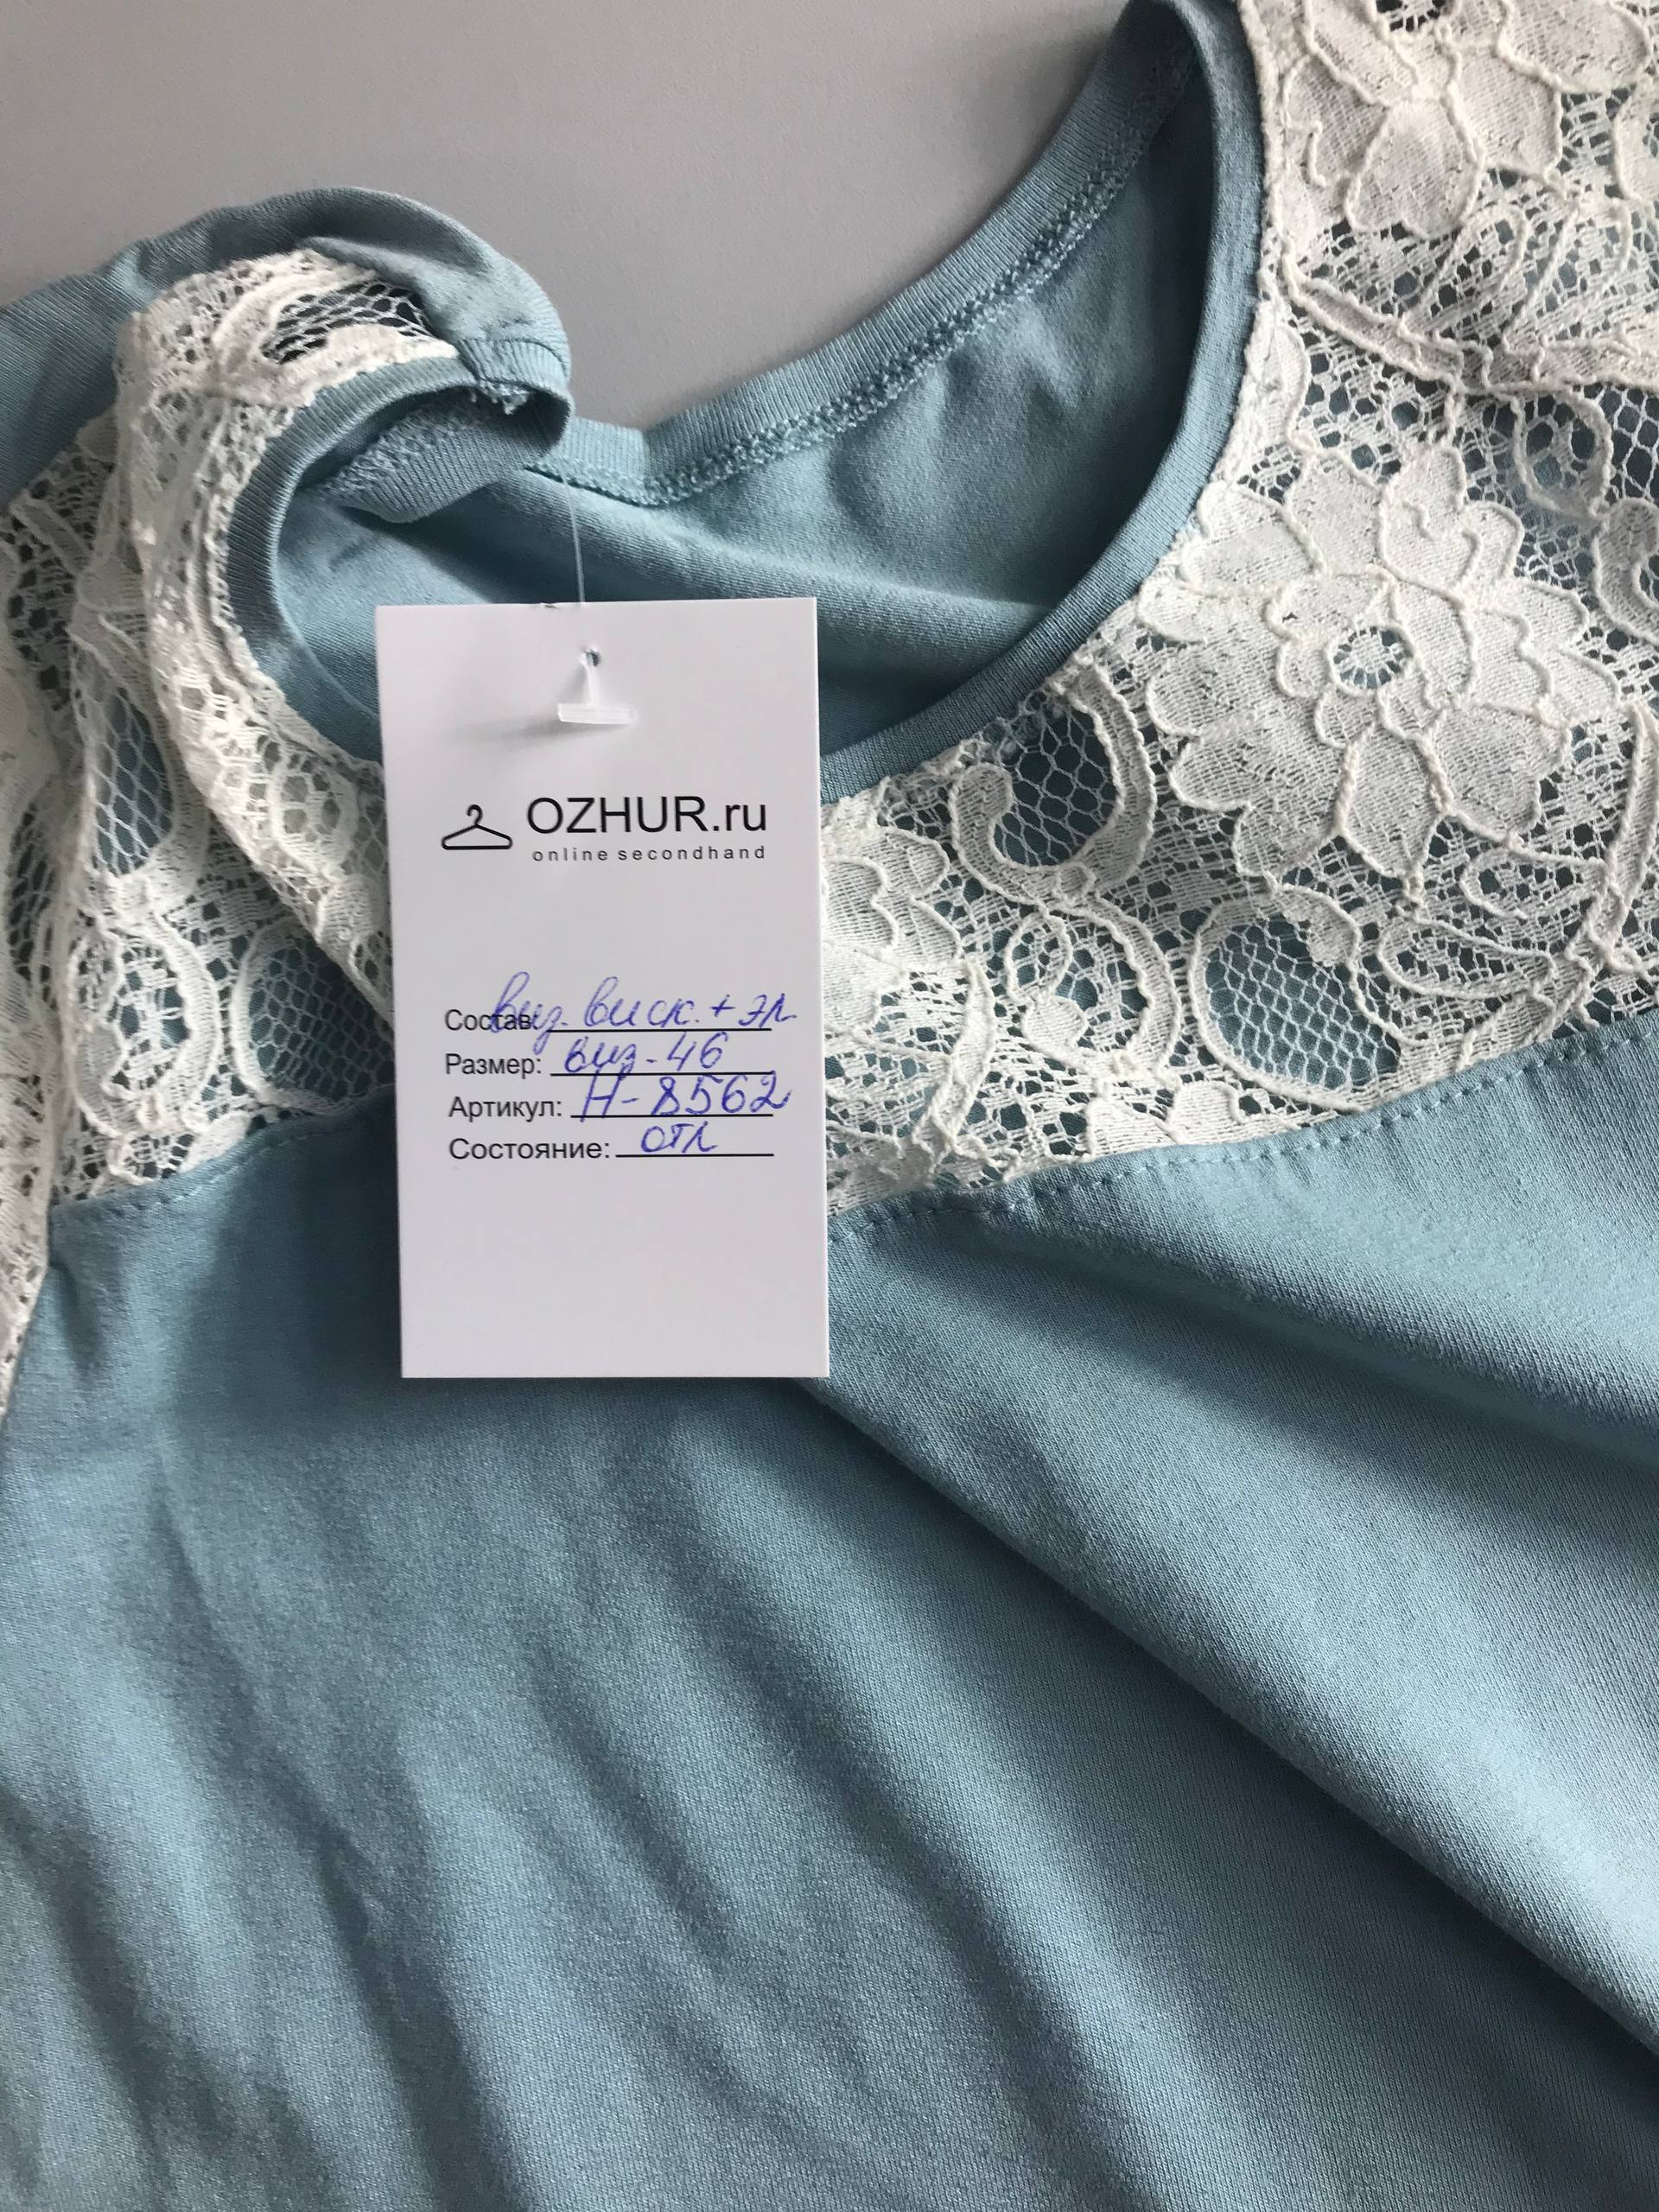 OZHUR.ru
online secondhand
Состав: виз. виск. + эл
Размер: виз-46
Артикул: Н-8562
Состояние: отл